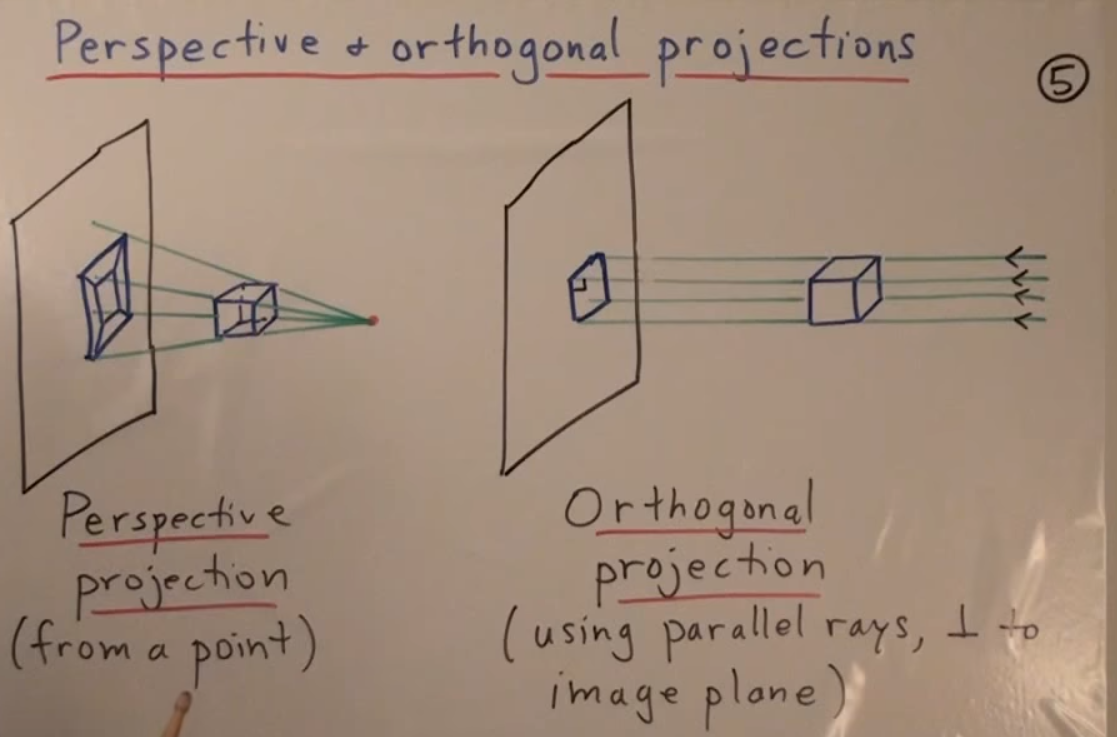 Perspective & orthogonal projections
5
Perspective
projection
(from a point)
Orthogonal
projection
(using parallel rays, ⊥ to
image plane)